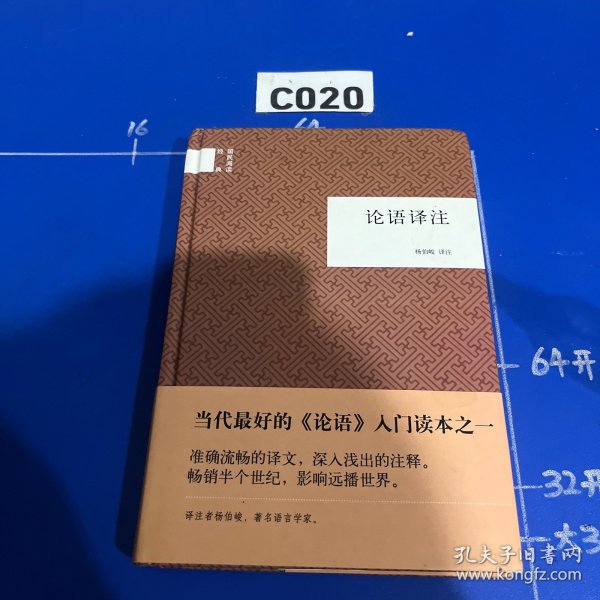 C020
16
64
国民阅读
经典
论语译注
杨伯峻 译注
64开
当代最好的《论语》入门读本之一
准确流畅的译文，深入浅出的注释。
畅销半个世纪，影响远播世界。
32开
译注者杨伯峻，著名语言学家。
大3
孔夫子旧书网
www.kongfz.com